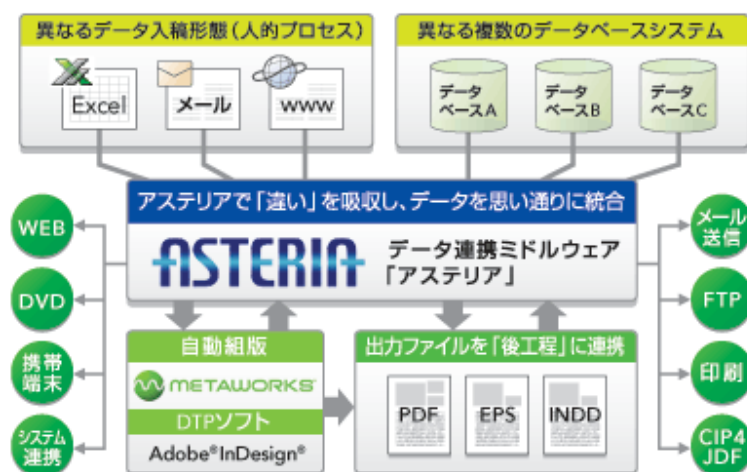 異なるデータ入稿形態(人的プロセス)
Excel
メール
www
異なる複数のデータベースシステム
データ
ベースA
データ
ベースB
データ
ベースC
アステリアで「違い」を吸収し、データを思い通りに統合
ASTERIA
データ連携ミドルウェア
「アステリア」
WEB
DVD
携帯
端末
システム
連携
自動組版
METAWORKS
DTPソフト
Adobe®InDesign®
出力ファイルを「後工程」に連携
PDF
EPS
INDD
メール
送信
FTP
印刷
CIP4
JDF